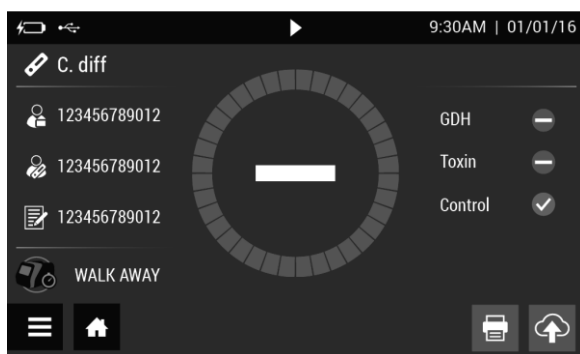 9:30AM | 01/01/16
C. diff
123456789012
123456789012
123456789012
WALK AWAY
GDH
Toxin
Control